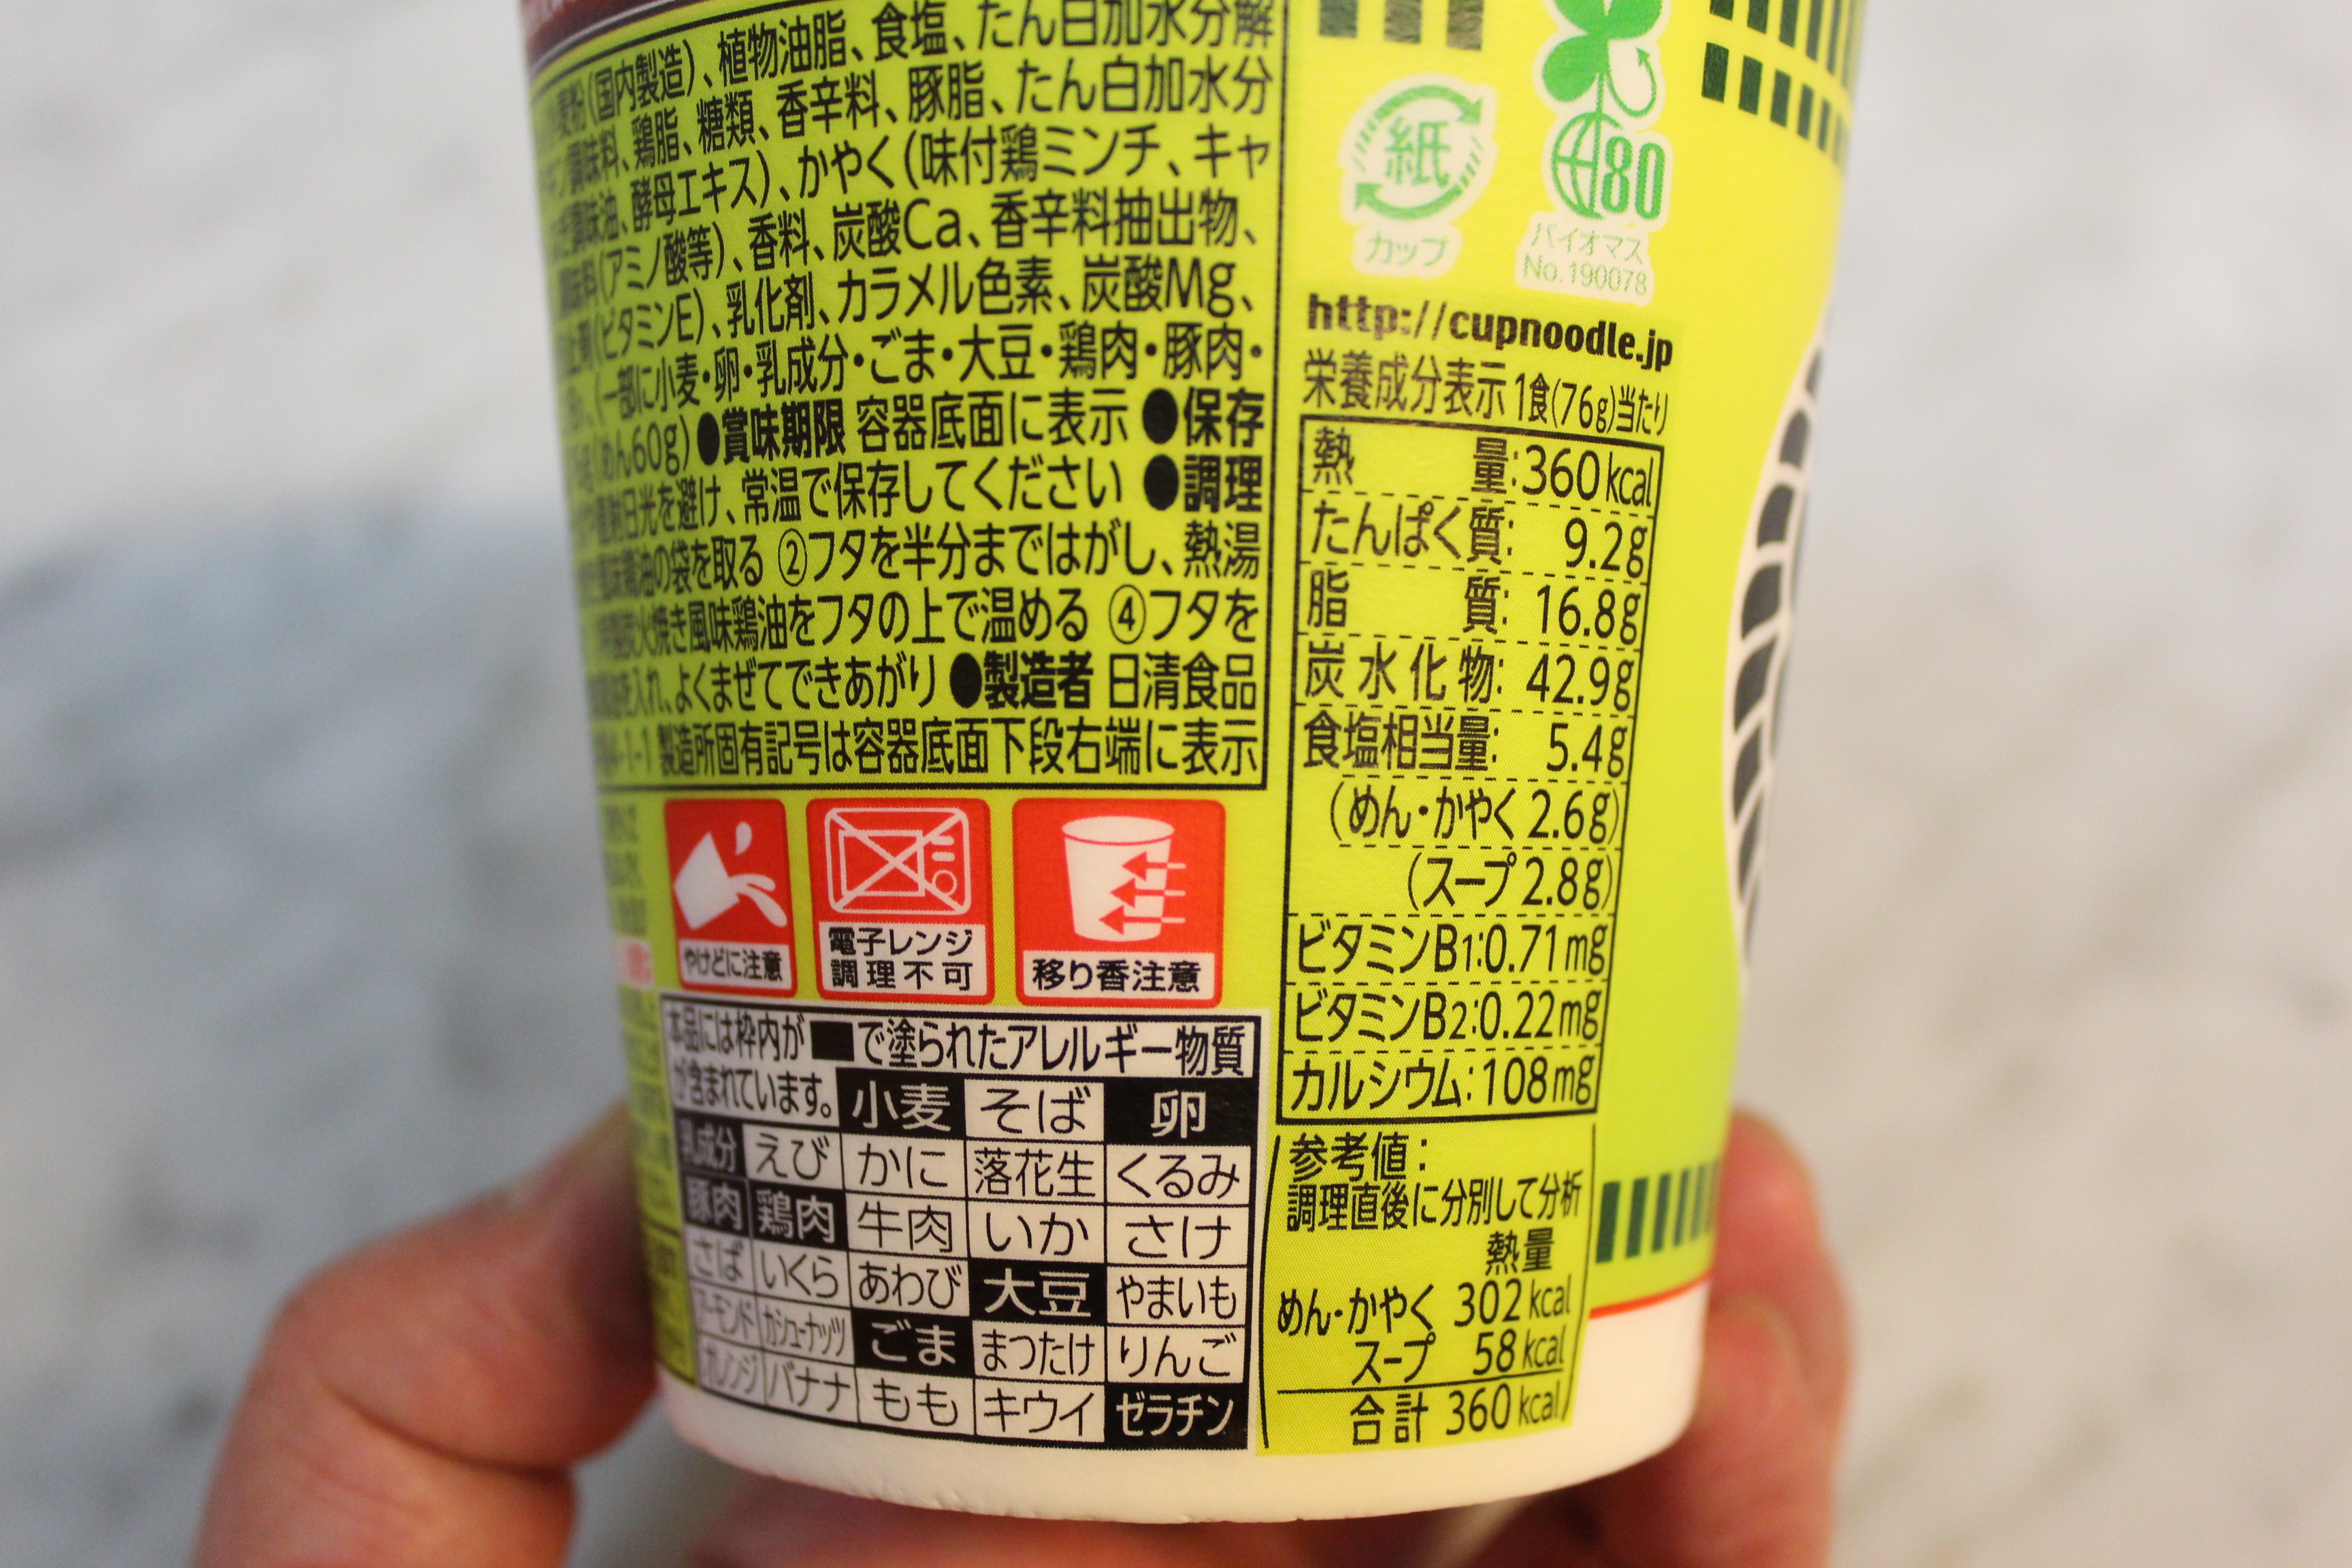 麦粉(国内製造)、植物油脂、食塩、たん白加水分解
調味料、鶏脂、糖類、香辛料、豚脂、たん白加水分
調味油、酵母エキス)、かやく(味付鶏ミンチ、キャ
調味料(アミノ酸等)、香料、炭酸Ca、香辛料抽出物、
(ビタミンE)、乳化剤、カラメル色素、炭酸Mg、
(一部に小麦・卵・乳成分・ごま・大豆・鶏肉・豚肉・
(めん60g) ●賞味期限 容器底面に表示 ●保存
直射日光を避け、常温で保存してください ●調理
風味鶏油の袋を取る ②フタを半分まではがし、熱湯
炭火焼き風味鶏油をフタの上で温める ④フタを
を入れ、よくまぜてできあがり ●製造者 日清食品
4-1-1 製造所固有記号は容器底面下段右端に表示
やけどに注意
電子レンジ
調理不可
移り香注意
本品には枠内が■で塗られたアレルギー物質
が含まれています。 小麦 そば 卵
乳成分 えび かに 落花生 くるみ
豚肉 鶏肉 牛肉 いか さけ
さば いくら あわび 大豆 やまいも
アーモンド カシューナッツ ごま まつたけ りんご
オレンジ バナナ もも キウイ ゼラチン
紙
カップ
80
バイオマス
No.190078
http://cupnoodle.jp
栄養成分表示 1食(76g)当たり
熱量:360kcal
たんぱく質: 9.2g
脂質: 16.8g
炭水化物: 42.9g
食塩相当量: 5.4g
(めん・かやく 2.6g)
(スープ 2.8g)
ビタミンB1:0.71mg
ビタミンB2:0.22mg
カルシウム:108mg
参考値:
調理直後に分別して分析
熱量
めん・かやく 302kcal
スープ 58kcal
合計 360kcal